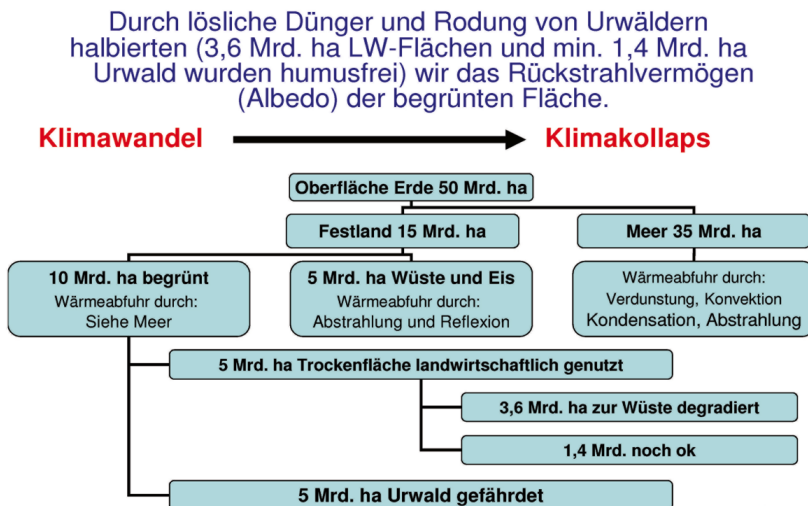 Durch lösliche Dünger und Rodung von Urwäldern
halbierten (3,6 Mrd. ha LW-Flächen und min. 1,4 Mrd. ha
Urwald wurden humusfrei) wir das Rückstrahlvermögen
(Albedo) der begrünten Fläche.
Klimawandel
Klimakollaps
Oberfläche Erde 50 Mrd. ha
Festland 15 Mrd. ha
Meer 35 Mrd. ha
10 Mrd. ha begrünt
Wärmeabfuhr durch:
Siehe Meer
5 Mrd. ha Wüste und Eis
Wärmeabfuhr durch:
Abstrahlung und Reflexion
Wärmeabfuhr durch:
Verdunstung, Konvektion
Kondensation, Abstrahlung
5 Mrd. ha Trockenfläche landwirtschaftlich genutzt
3,6 Mrd. ha zur Wüste degradiert
1,4 Mrd. noch ok
5 Mrd. ha Urwald gefährdet